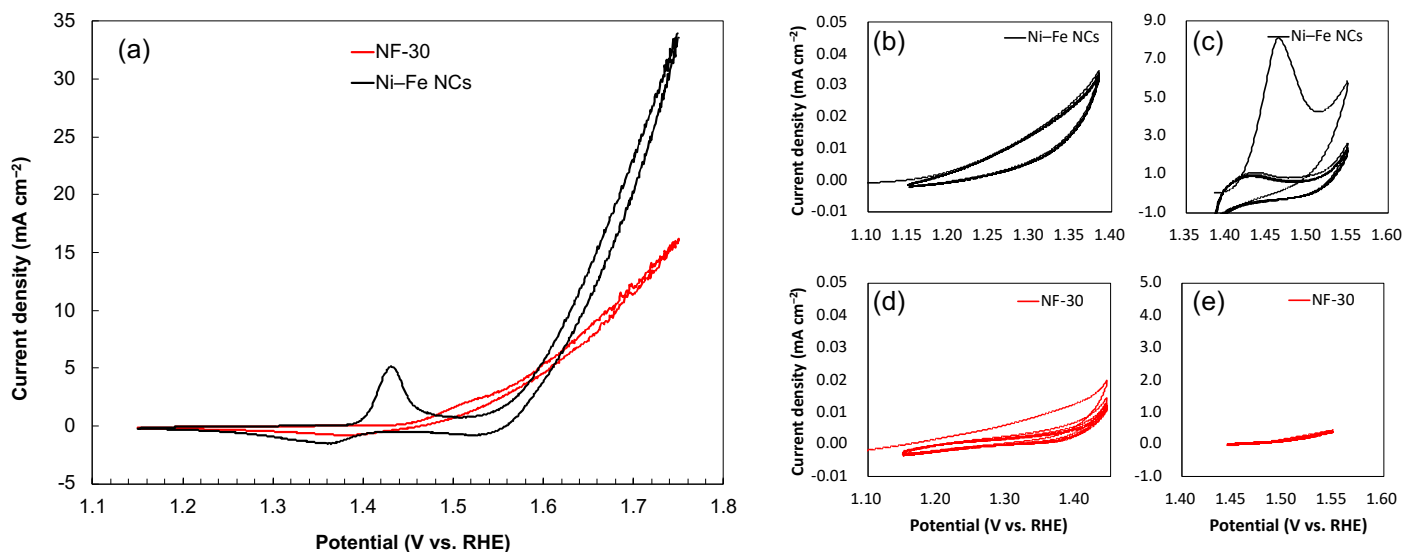 (a)
NF-30
Ni–Fe NCs
35
30
25
20
15
10
5
0
-5
1.1 1.2 1.3 1.4 1.5 1.6 1.7 1.8
Current density (mA cm⁻²)
Potential (V vs. RHE)
(b)
Ni–Fe NCs
0.05
0.04
0.03
0.02
0.01
0.00
-0.01
1.10 1.15 1.20 1.25 1.30 1.35 1.40
Current density (mA cm⁻²)
(c)
Ni–Fe NCs
9.0
7.0
5.0
3.0
1.0
-1.0
1.35 1.40 1.45 1.50 1.55 1.60
(d)
NF-30
0.05
0.04
0.03
0.02
0.01
0.00
-0.01
1.10 1.20 1.30 1.40
Current density (mA cm⁻²)
Potential (V vs. RHE)
(e)
NF-30
5.0
4.0
3.0
2.0
1.0
0.0
-1.0
1.40 1.45 1.50 1.55 1.60
Potential (V vs. RHE)